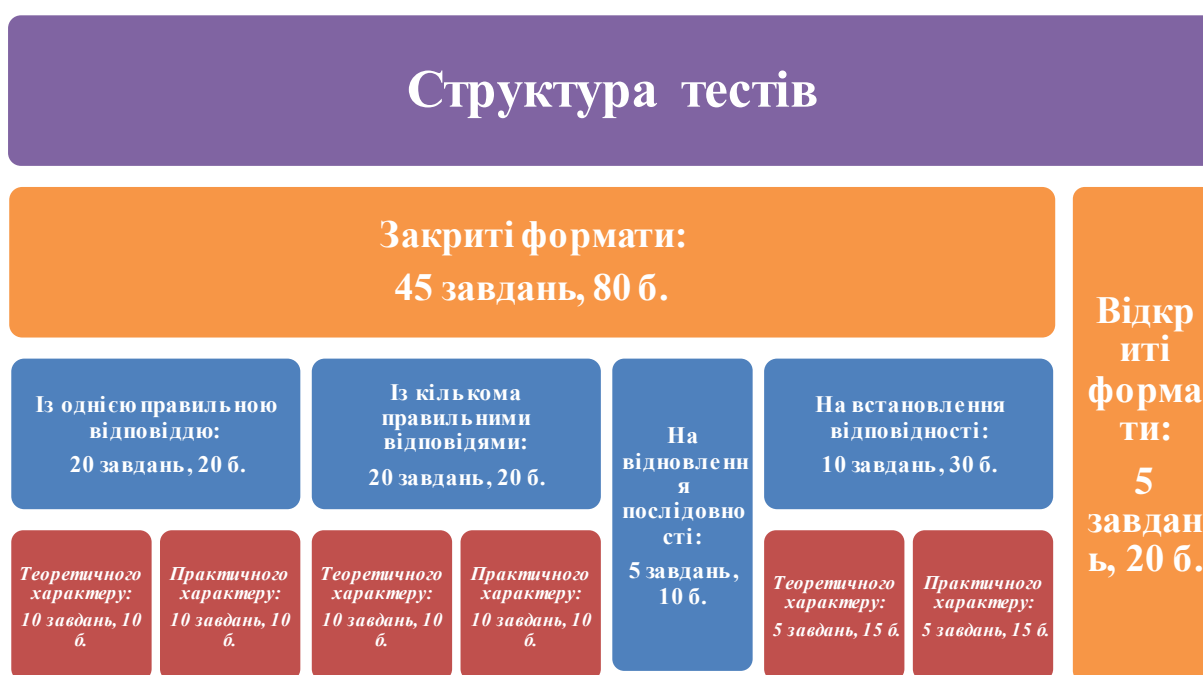 Структура тестів
Закриті формати:
45 завдань, 80 б.
Відкр
иті
форма
ти:
5
завдан
ь, 20 б.
Із однією правильною
відповіддю:
20 завдань, 20 б.
Із кількома
правильними
відповідями:
20 завдань, 20 б.
На
відновленн
я
послідовно
сті:
5 завдань,
10 б.
На встановлення
відповідності:
10 завдань, 30 б.
Теоретичного
характеру:
10 завдань, 10
б.
Практичного
характеру:
10 завдань, 10
б.
Теоретичного
характеру:
10 завдань, 10
б.
Практичного
характеру:
10 завдань, 10
б.
Теоретичного
характеру:
5 завдань, 15 б.
Практичного
характеру:
5 завдань, 15 б.